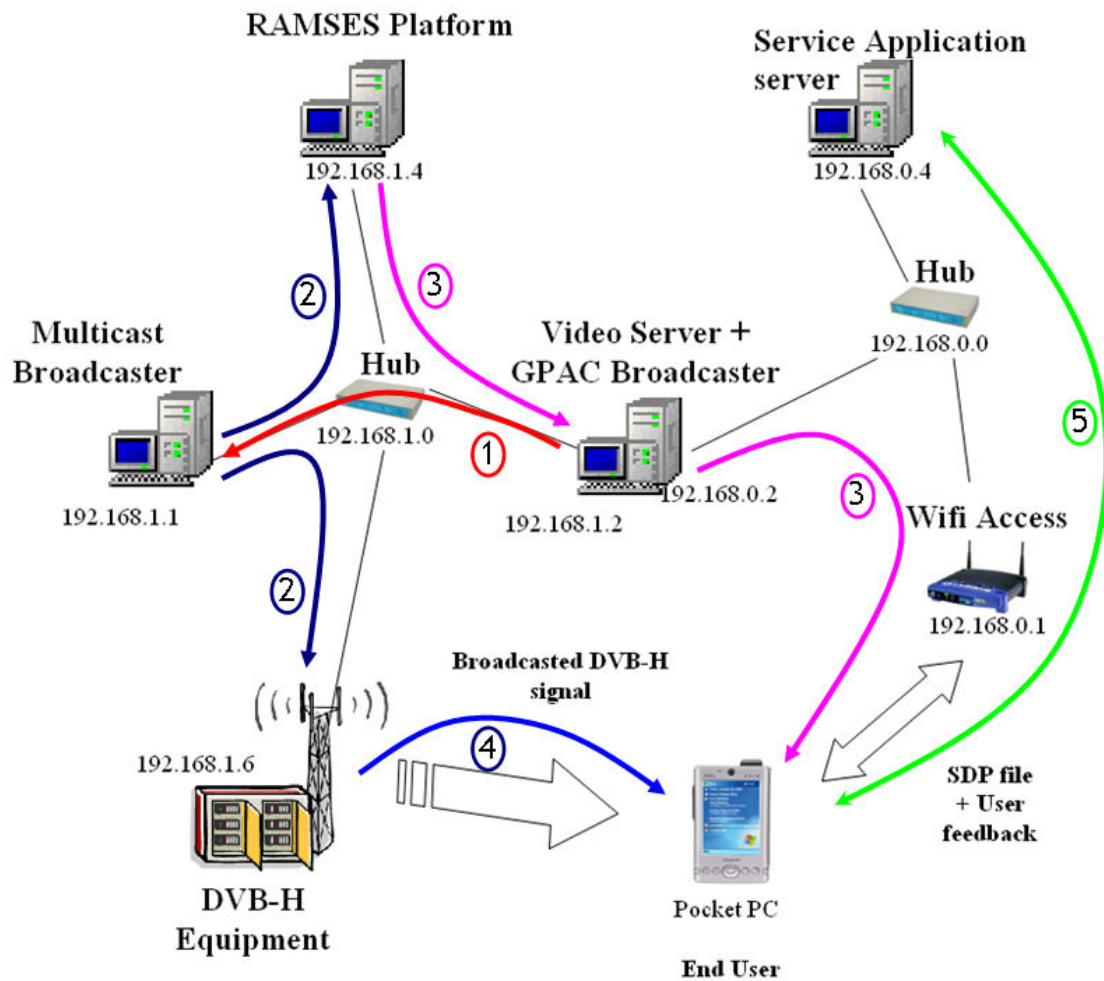 RAMSES Platform
192.168.1.4
Service Application
server
192.168.0.4
2
3
Hub
192.168.0.0
Multicast
Broadcaster
192.168.1.1
Hub
192.168.1.0
1
Video Server +
GPAC Broadcaster
192.168.1.2
192.168.0.2
5
3
Wifi Access
192.168.0.1
2
Broadcasted DVB-H
signal
4
192.168.1.6
DVB-H
Equipment
SDP file
+ User
feedback
Pocket PC
End User